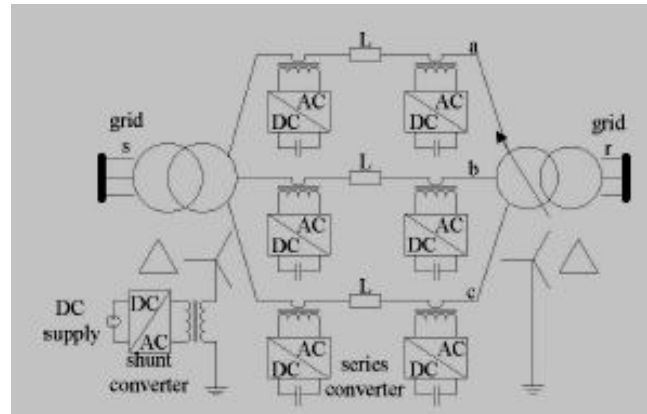 L
a
AC
DC
AC
DC
grid
s
grid
r
L
b
AC
DC
AC
DC
L
c
DC
supply
DC
AC
shunt
converter
AC
DC
series
converter
AC
DC